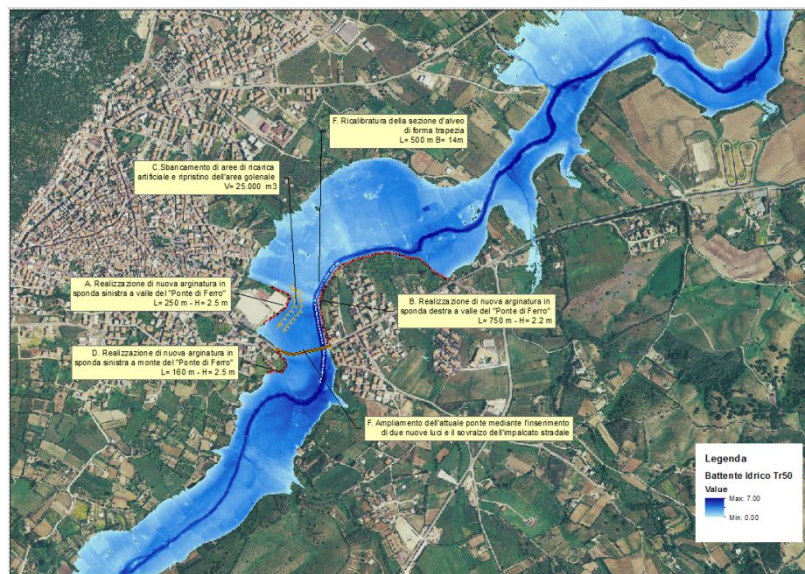 F. Ricalibratura della sezione d'alveo
di forma trapezia
L= 500 m B= 14m
C.Sbancamento di aree di ricarica
artificiale e ripristino dell'area golenale
V= 25.000 m3
A. Realizzazione di nuova arginatura in
sponda sinistra a valle del "Ponte di Ferro"
L= 250 m - H= 2.5 m
B. Realizzazione di nuova arginatura in
sponda destra a valle del "Ponte di Ferro"
L= 750 m - H= 2.2 m
D. Realizzazione di nuova arginatura in
sponda sinistra a monte del "Ponte di Ferro"
L= 160 m - H= 2.5 m
F. Ampliamento dell'attuale ponte mediante l'inserimento
di due nuove luci e il sovralzo dell'impalcato stradale
Legenda
Battente Idrico Tr50
Value
Max: 7.00
Min: 0.00